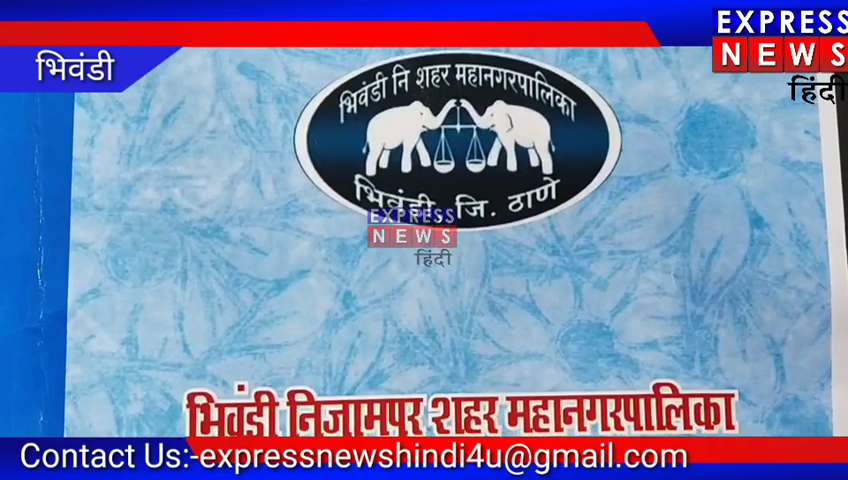 EXPRESS
NEWS
हिंदी
भिवंडी
भिवंडी नि शहर महानगरपालिका
भिवंडी, जि. ठाणे
EXPRESS
NEWS
हिंदी
भिवंडी निजामपुर शहर महानगरपालिका
Contact Us:-expressnewshindi4u@gmail.com